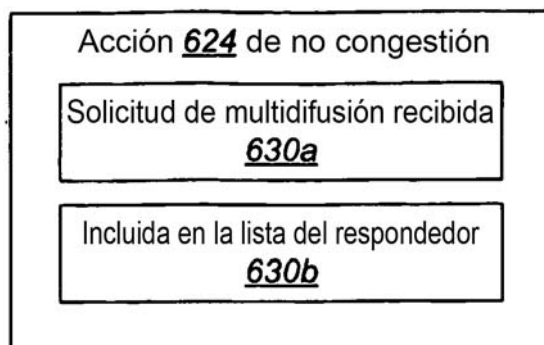 Acción 624 de no congestión
Solicitud de multidifusión recibida
630a
Incluida en la lista del respondedor
630b